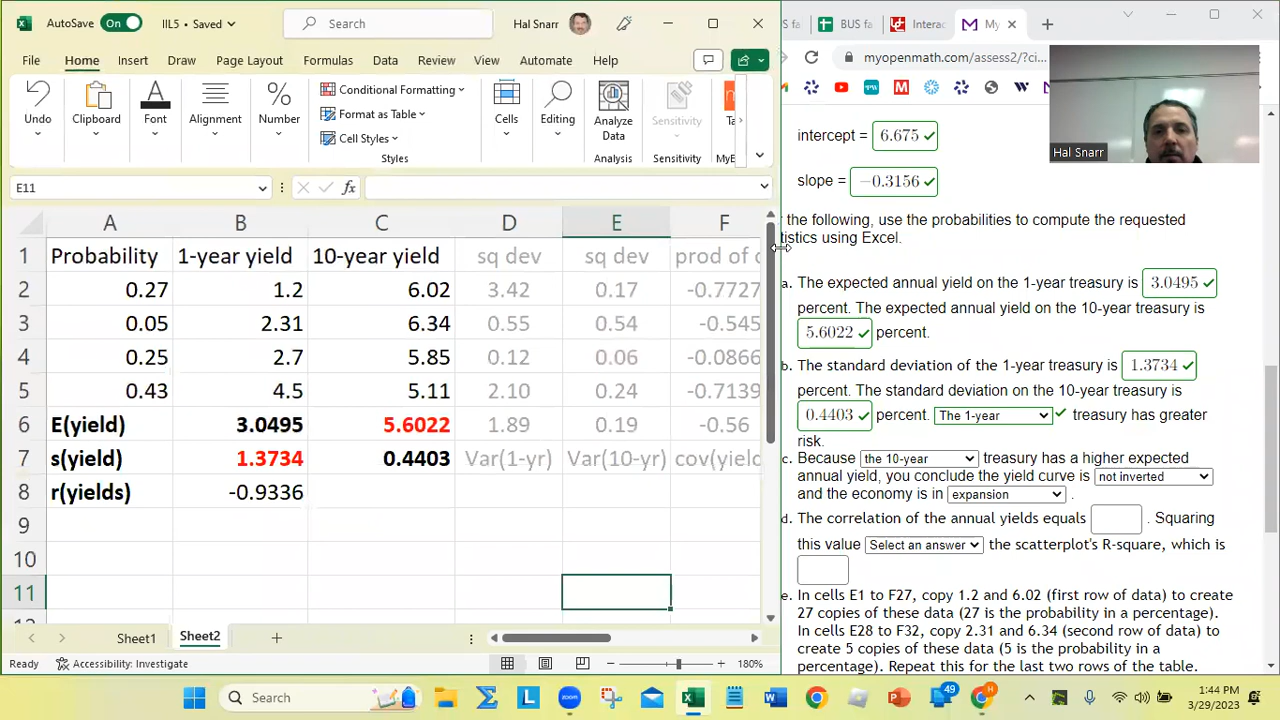 AutoSave On IIL5 • Saved Search Hal Snarr
BUS fa BUS fa Interac My
File Home Insert Draw Page Layout Formulas Data Review View Automate Help
myopenmath.com/assess2/?ci...
Undo Clipboard Font Alignment Number Conditional Formatting Format as Table Cell Styles Cells Editing Analyze Data Sensitivity Ta
Styles Analysis Sensitivity MyE
E11 fx
A B C D E F
1 Probability 1-year yield 10-year yield sq dev sq dev prod of
2 0.27 1.2 6.02 3.42 0.17 -0.7727
3 0.05 2.31 6.34 0.55 0.54 -0.545
4 0.25 2.7 5.85 0.12 0.06 -0.0866
5 0.43 4.5 5.11 2.10 0.24 -0.7139
6 E(yield) 3.0495 5.6022 1.89 0.19 -0.56
7 s(yield) 1.3734 0.4403 Var(1-yr) Var(10-yr) cov(yield
8 r(yields) -0.9336
9
10
11
Sheet1 Sheet2
Ready Accessibility: Investigate 180%
Hal Snarr
intercept = 6.675
slope = −0.3156
the following, use the probabilities to compute the requested
tistics using Excel.
a. The expected annual yield on the 1-year treasury is 3.0495
percent. The expected annual yield on the 10-year treasury is
5.6022 percent.
b. The standard deviation of the 1-year treasury is 1.3734
percent. The standard deviation on the 10-year treasury is
0.4403 percent. The 1-year treasury has greater
risk.
c. Because the 10-year treasury has a higher expected
annual yield, you conclude the yield curve is not inverted
and the economy is in expansion .
d. The correlation of the annual yields equals . Squaring
this value Select an answer the scatterplot's R-square, which is
e. In cells E1 to F27, copy 1.2 and 6.02 (first row of data) to create
27 copies of these data (27 is the probability in a percentage).
In cells E28 to F32, copy 2.31 and 6.34 (second row of data) to
create 5 copies of these data (5 is the probability in a
percentage). Repeat this for the last two rows of the table.
Search 49 1:44 PM
3/29/2023